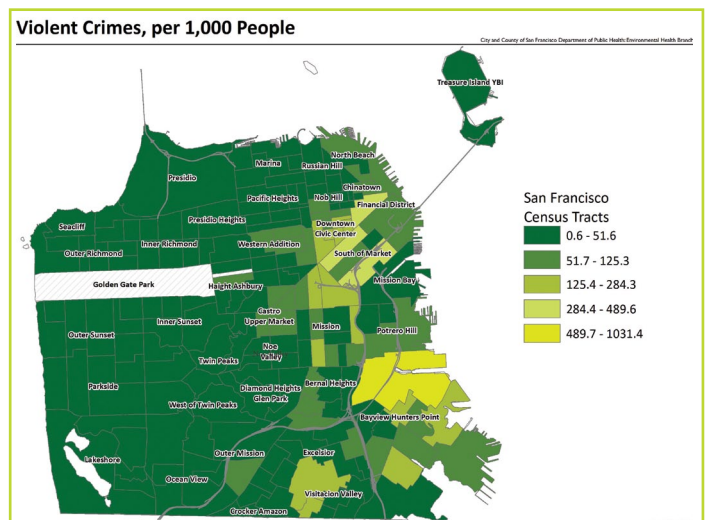 Violent Crimes, per 1,000 People
City and County of San Francisco Department of Public Health: Environmental Health Branch
Treasure Island YBI
North Beach
Marina
Russian Hill
Presidio
Chinatown
Pacific Heights
Nob Hill
Financial District
San Francisco
Census Tracts
0.6 - 51.6
51.7 - 125.3
125.4 - 284.3
284.4 - 489.6
489.7 - 1031.4
Seacliff
Presidio Heights
Downtown
Civic Center
Outer Richmond
Inner Richmond
Western Addition
South of Market
Golden Gate Park
Haight Ashbury
Mission Bay
Castro
Upper Market
Inner Sunset
Mission
Potrero Hill
Outer Sunset
Noe
Valley
Twin Peaks
Parkside
Diamond Heights
Glen Park
Bernal Heights
West of Twin Peaks
Bayview Hunters Point
Lakeshore
Outer Mission
Excelsior
Ocean View
Visitacion Valley
Crocker Amazon